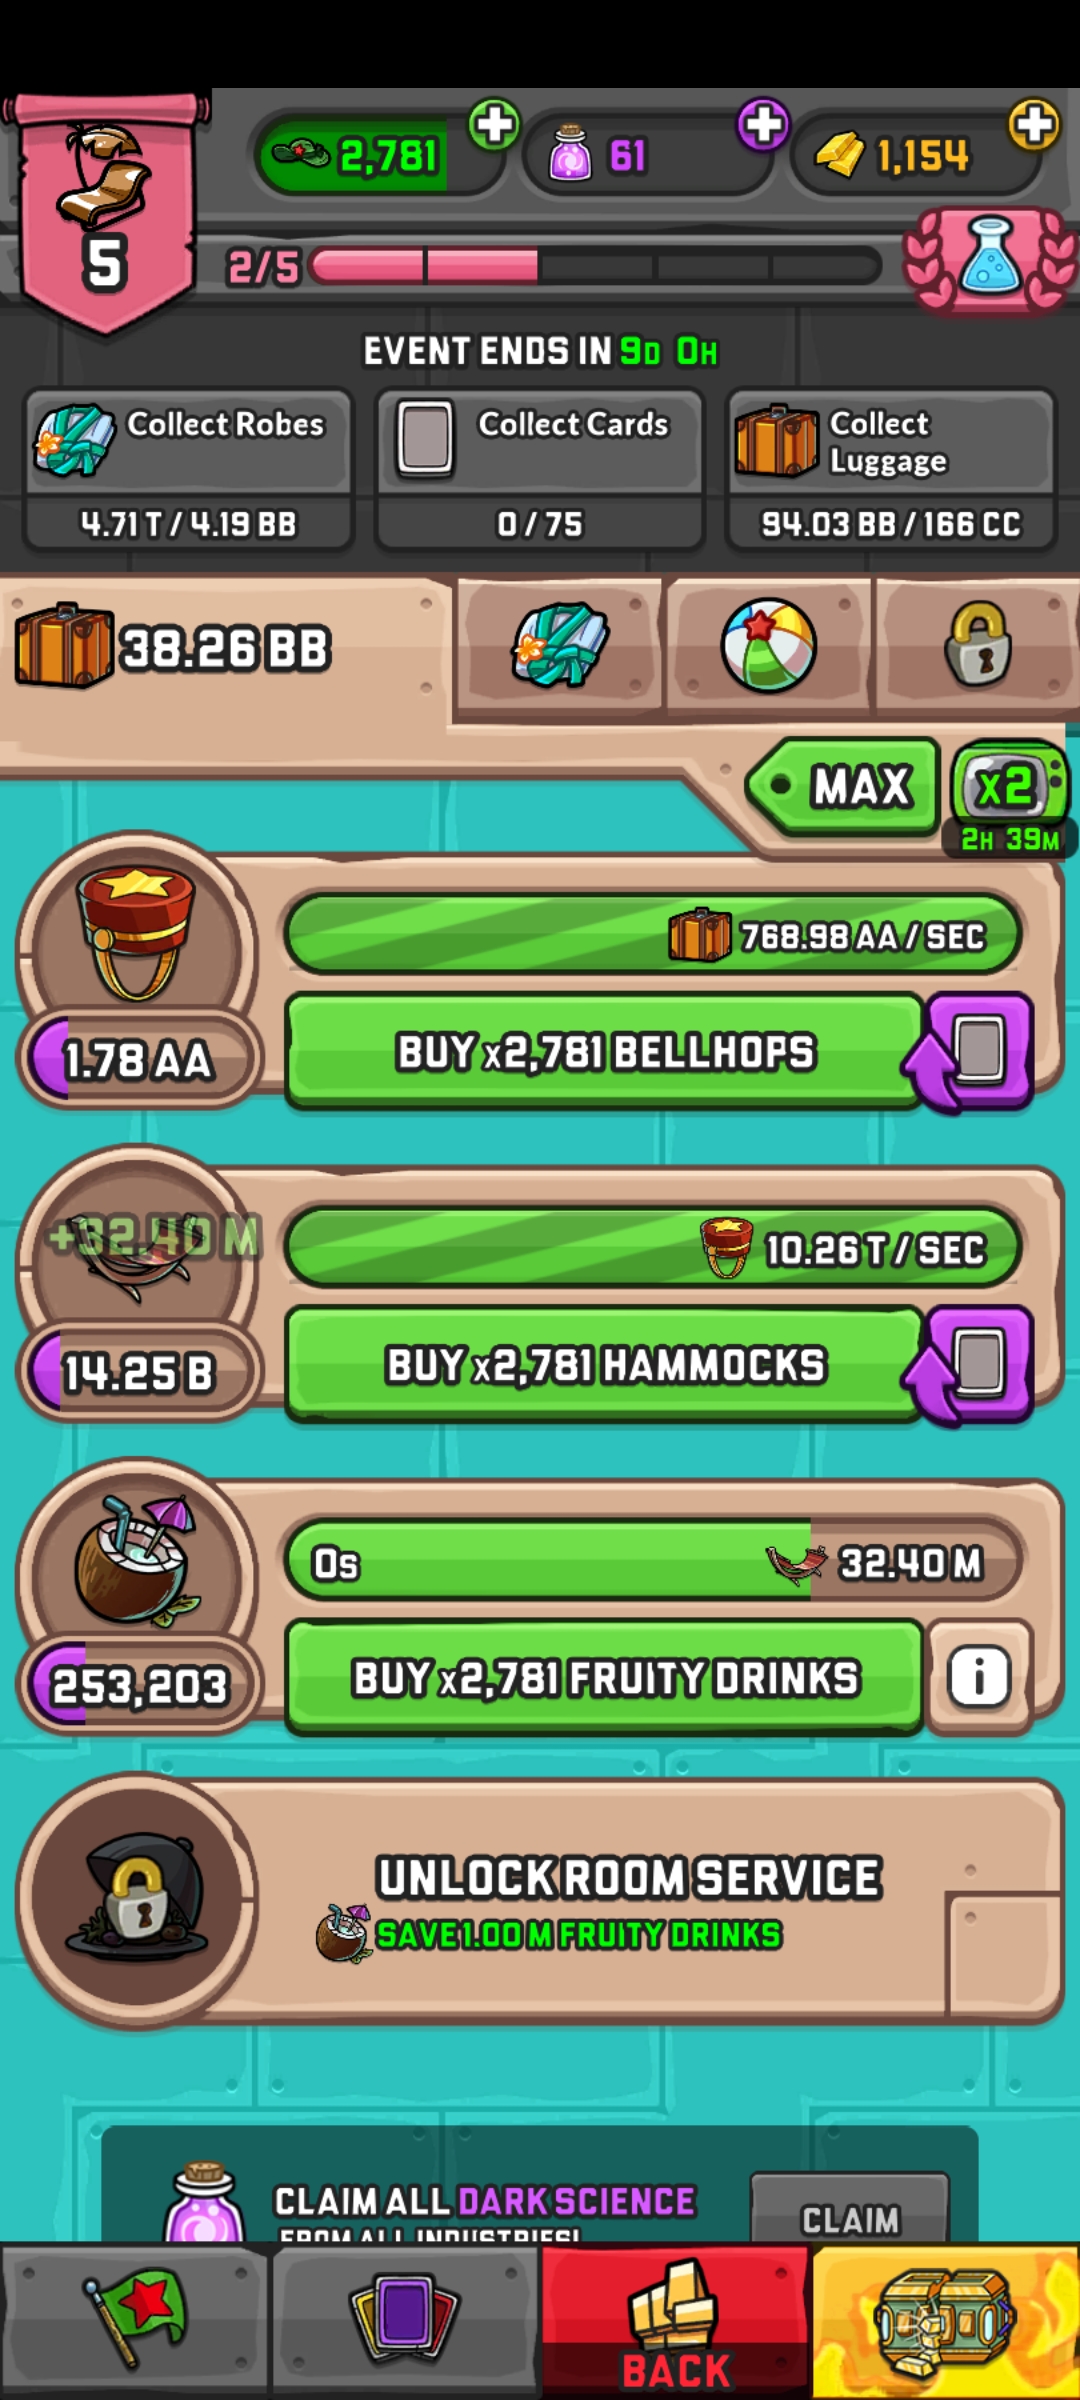 2,781
61
1,154
5
2/5
EVENT ENDS IN 9D 0H
Collect Robes
4.71 T / 4.19 BB
Collect Cards
0 / 75
Collect
Luggage
94.03 BB / 166 CC
38.26 BB
MAX
x2
2H 39M
768.98 AA / SEC
1.78 AA
BUY x2,781 BELLHOPS
+32.40 M
10.26 T / SEC
14.25 B
BUY x2,781 HAMMOCKS
0s
32.40 M
253,203
BUY x2,781 FRUITY DRINKS
i
UNLOCK ROOM SERVICE
SAVE 1.00 M FRUITY DRINKS
CLAIM ALL DARK SCIENCE
FROM ALL INDUSTRIES!
CLAIM
BACK